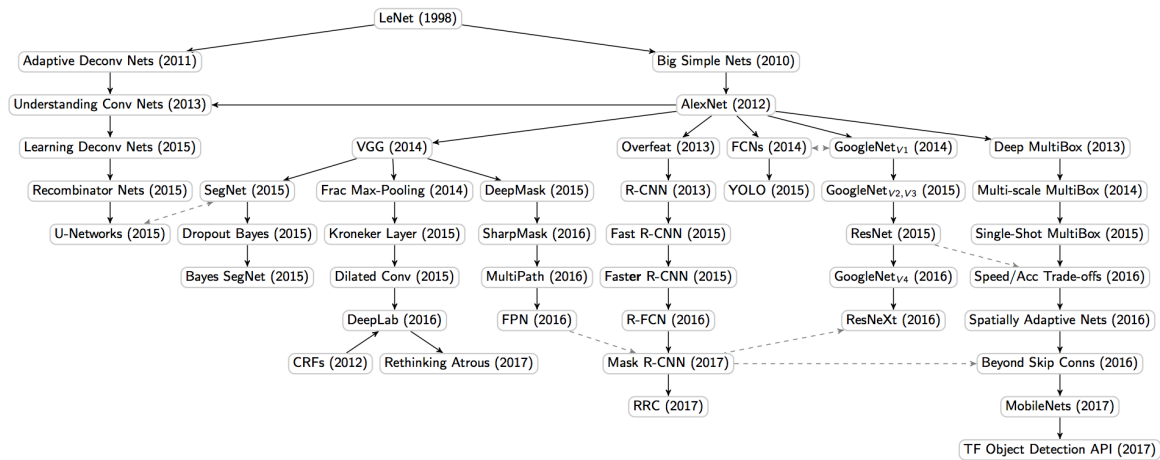 LeNet (1998)
Adaptive Deconv Nets (2011)
Big Simple Nets (2010)
Understanding Conv Nets (2013)
AlexNet (2012)
Learning Deconv Nets (2015)
VGG (2014)
Overfeat (2013)
FCNs (2014)
GoogleNetV1 (2014)
Deep MultiBox (2013)
Recombinator Nets (2015)
SegNet (2015)
Frac Max-Pooling (2014)
DeepMask (2015)
R-CNN (2013)
YOLO (2015)
GoogleNetV2,V3 (2015)
Multi-scale MultiBox (2014)
U-Networks (2015)
Dropout Bayes (2015)
Kroneker Layer (2015)
SharpMask (2016)
Fast R-CNN (2015)
ResNet (2015)
Single-Shot MultiBox (2015)
Bayes SegNet (2015)
Dilated Conv (2015)
MultiPath (2016)
Faster R-CNN (2015)
GoogleNetV4 (2016)
Speed/Acc Trade-offs (2016)
DeepLab (2016)
FPN (2016)
R-FCN (2016)
ResNeXt (2016)
Spatially Adaptive Nets (2016)
CRFs (2012)
Rethinking Atrous (2017)
Mask R-CNN (2017)
Beyond Skip Conns (2016)
RRC (2017)
MobileNets (2017)
TF Object Detection API (2017)